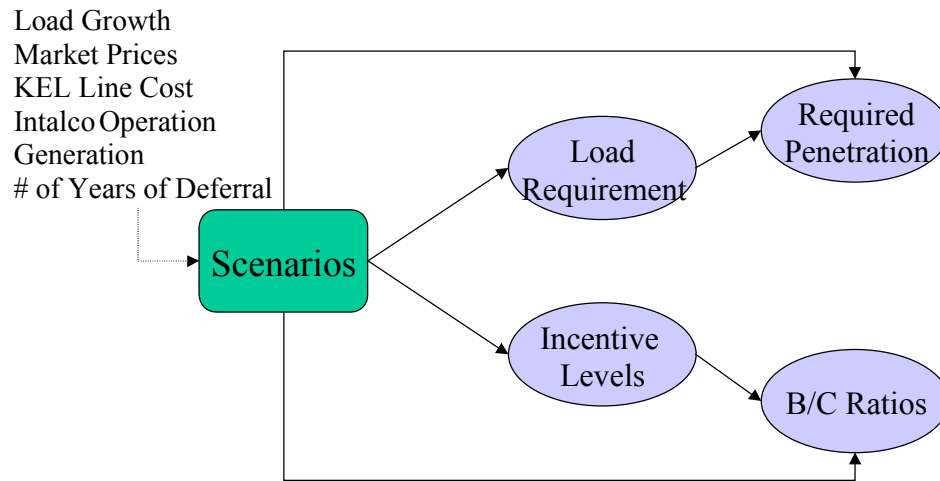 Load Growth
Market Prices
KEL Line Cost
Intalco Operation
Generation
# of Years of Deferral
Scenarios
Load
Requirement
Required
Penetration
Incentive
Levels
B/C Ratios